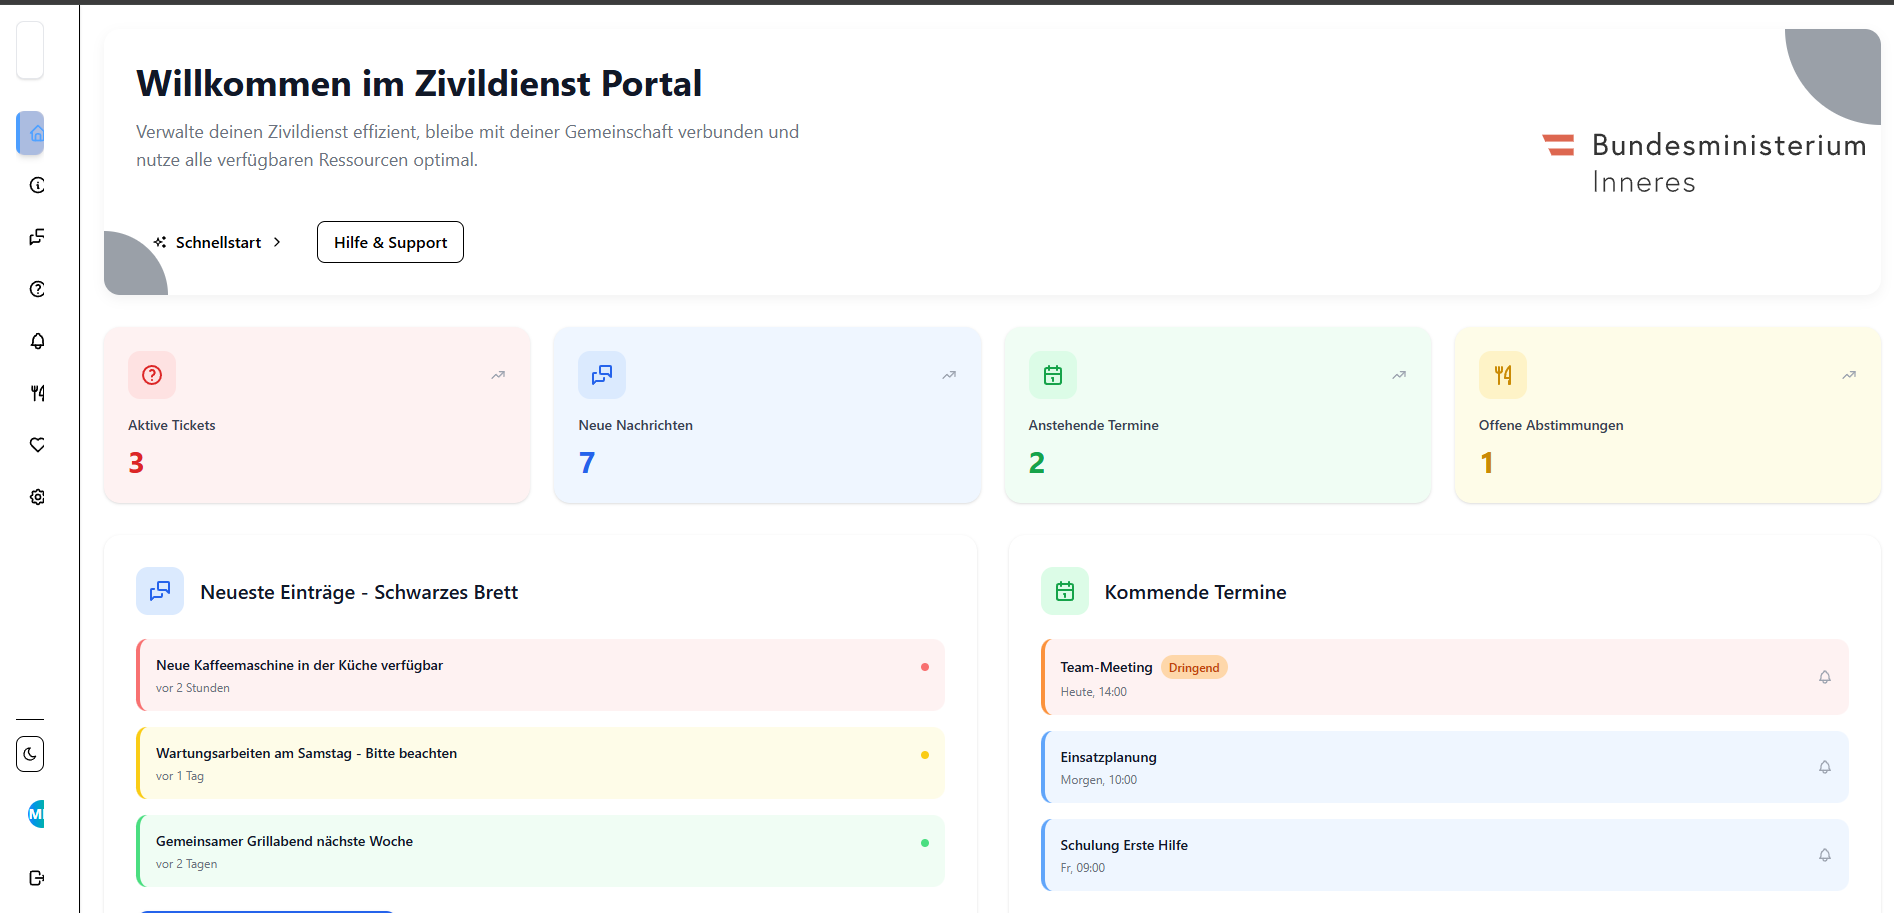 Willkommen im Zivildienst Portal
Verwalte deinen Zivildienst effizient, bleibe mit deiner Gemeinschaft verbunden und
nutze alle verfügbaren Ressourcen optimal.
Schnellstart
Hilfe & Support
Bundesministerium
Inneres
Aktive Tickets
3
Neue Nachrichten
7
Anstehende Termine
2
Offene Abstimmungen
1
Neueste Einträge - Schwarzes Brett
Neue Kaffeemaschine in der Küche verfügbar
vor 2 Stunden
Wartungsarbeiten am Samstag - Bitte beachten
vor 1 Tag
Gemeinsamer Grillabend nächste Woche
vor 2 Tagen
Kommende Termine
Team-Meeting Dringend
Heute, 14:00
Einsatzplanung
Morgen, 10:00
Schulung Erste Hilfe
Fr, 09:00